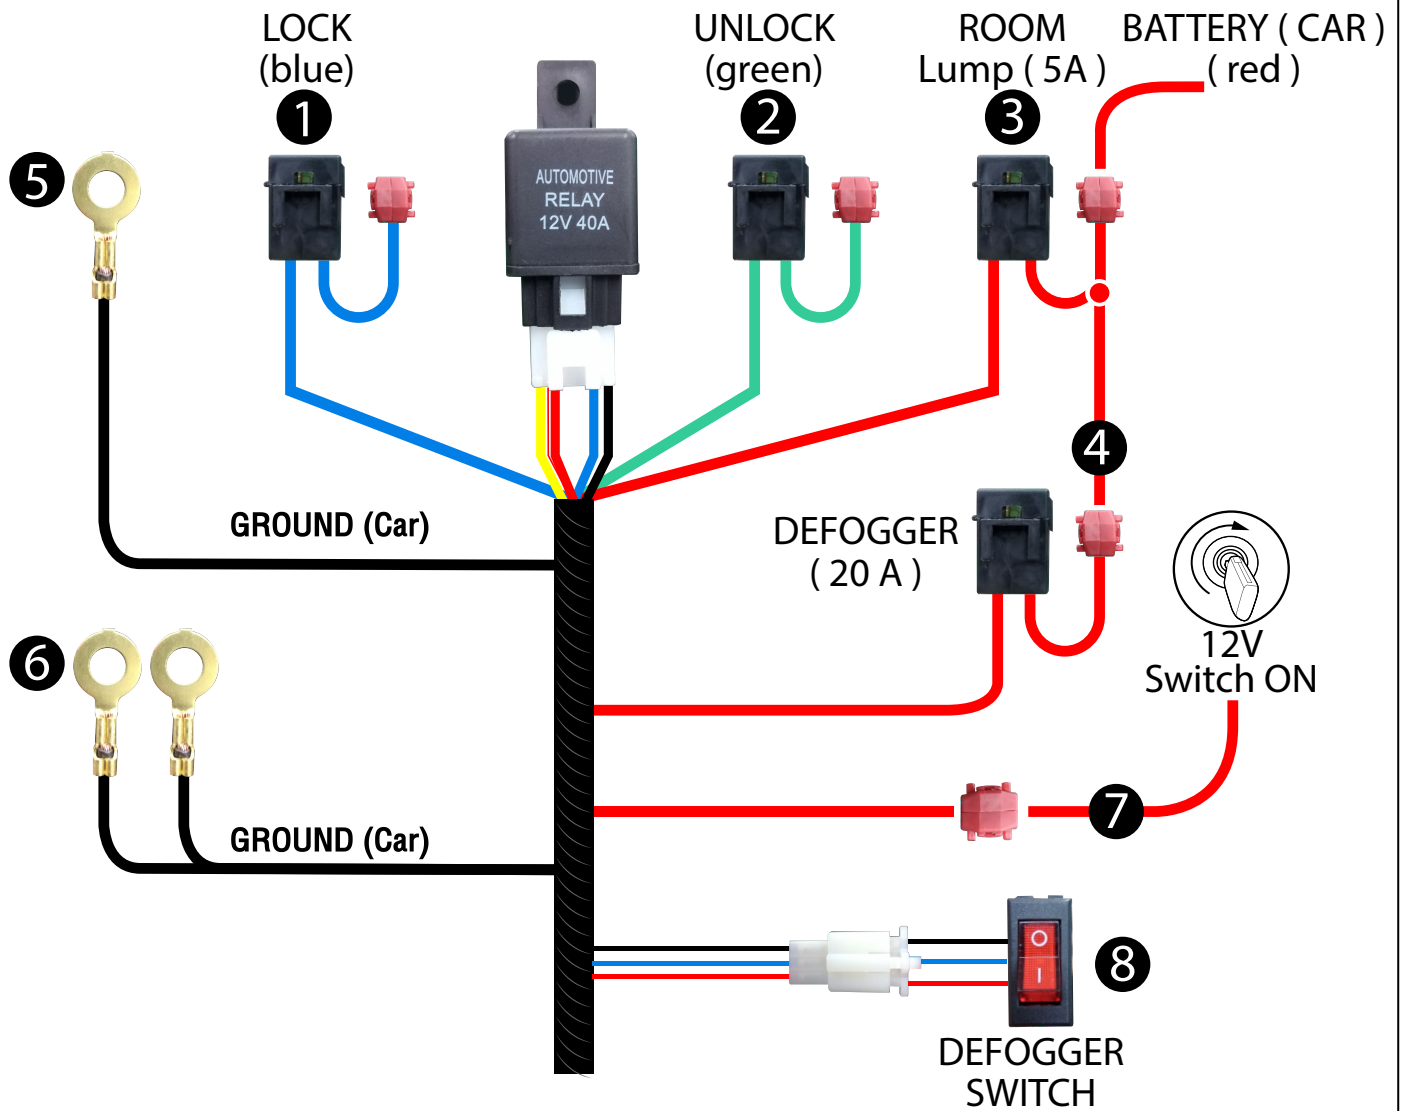 LOCK
(blue)
1
UNLOCK
(green)
2
ROOM
Lump ( 5A )
3
BATTERY ( CAR )
( red )
5
AUTOMOTIVE
RELAY
12V 40A
4
GROUND (Car)
DEFOGGER
( 20 A )
12V
Switch ON
6
GROUND (Car)
7
O
I
8
DEFOGGER
SWITCH